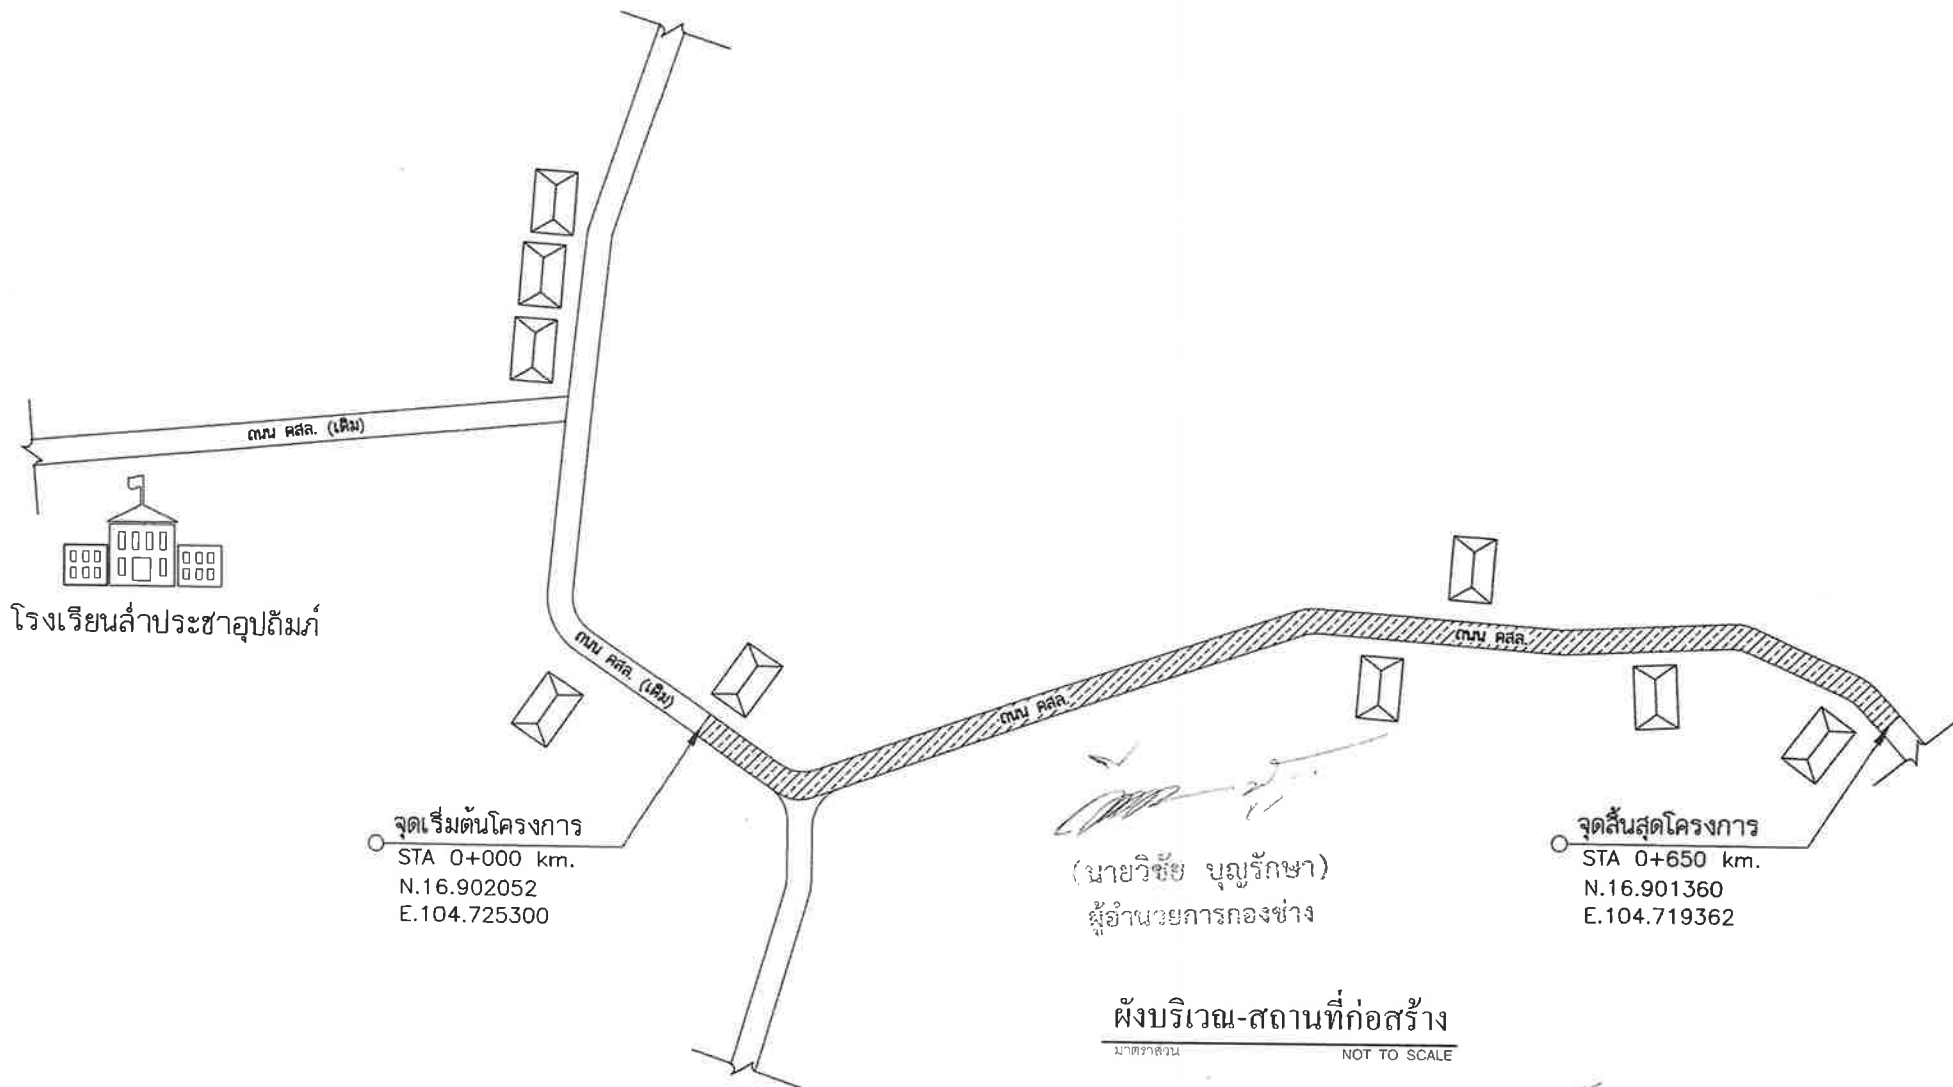 ถนน คสล. (เดิม)
โรงเรียนล่ำประชาอุปถัมภ์
ถนน คสล. (เดิม)
ถนน คสล.
ถนน คสล.
จุดเริ่มต้นโครงการ
STA 0+000 km.
N.16.902052
E.104.725300
จุดสิ้นสุดโครงการ
STA 0+650 km.
N.16.901360
E.104.719362
(นายวิชัย บุญรักษา)
ผู้อำนวยการกองช่าง
ผังบริเวณ-สถานที่ก่อสร้าง
มาตราส่วน NOT TO SCALE